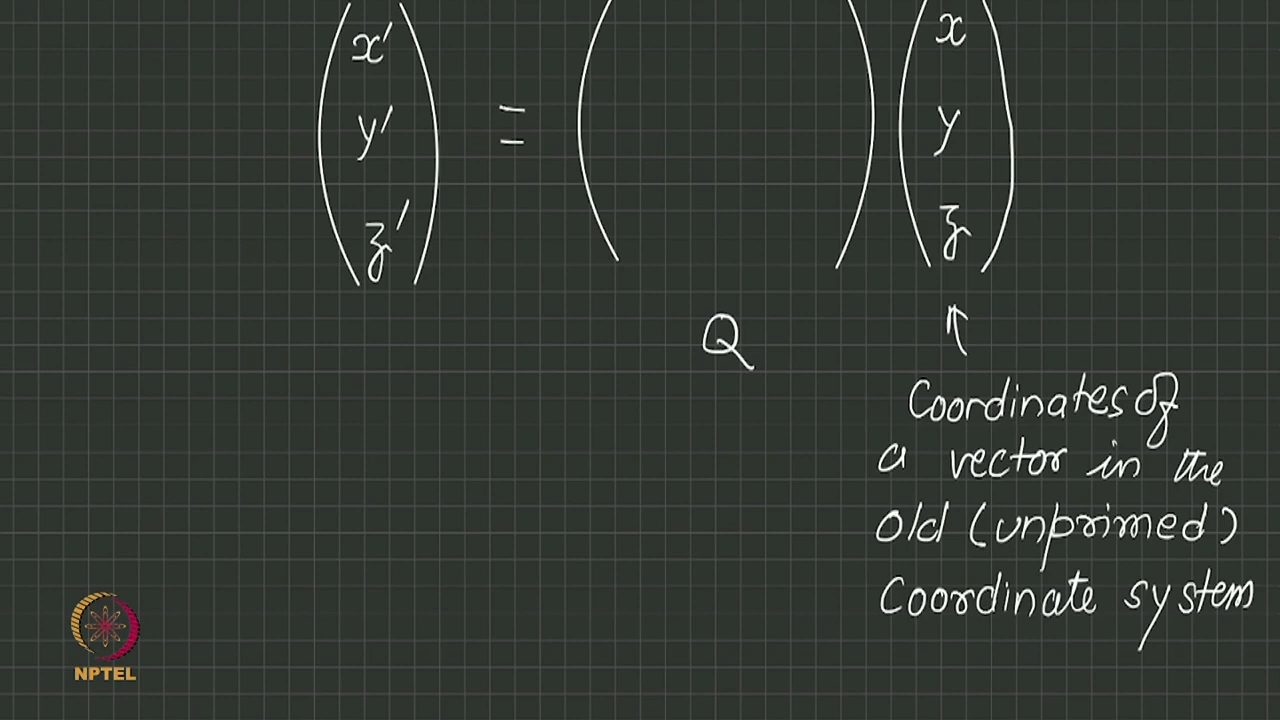 x′ x
y′ = y
z′ z
Q
Coordinates of
a vector in the
old (unprimed)
Coordinate system
NPTEL